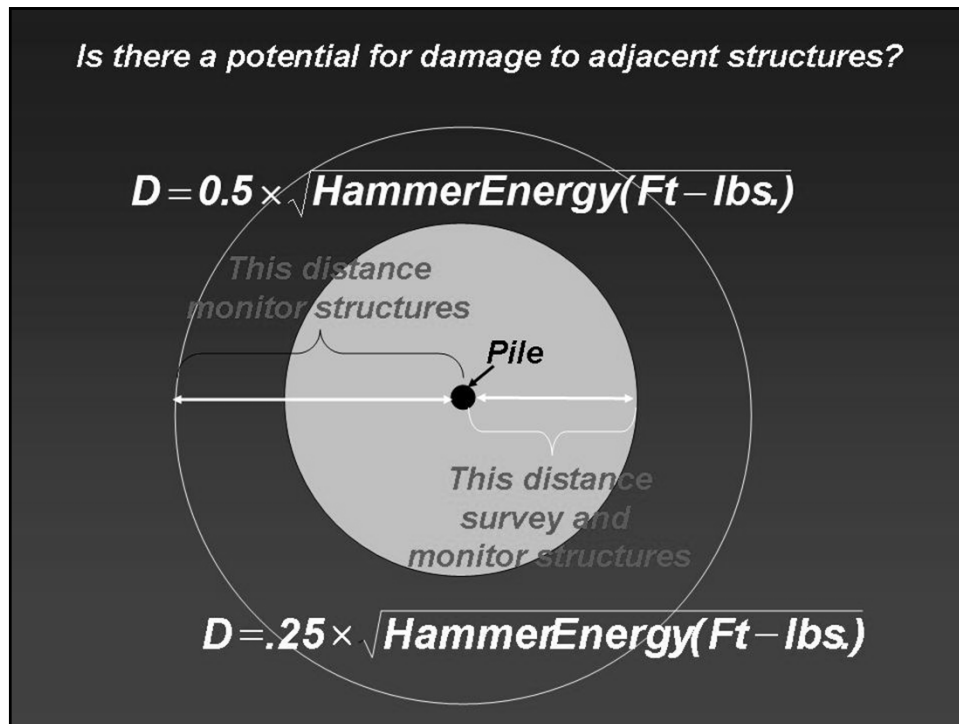 Is there a potential for damage to adjacent structures?
D = 0.5 × √HammerEnergy(Ft – lbs.)
This distance
monitor structures
Pile
This distance
survey and
monitor structures
D = .25 × √HammerEnergy(Ft – lbs.)